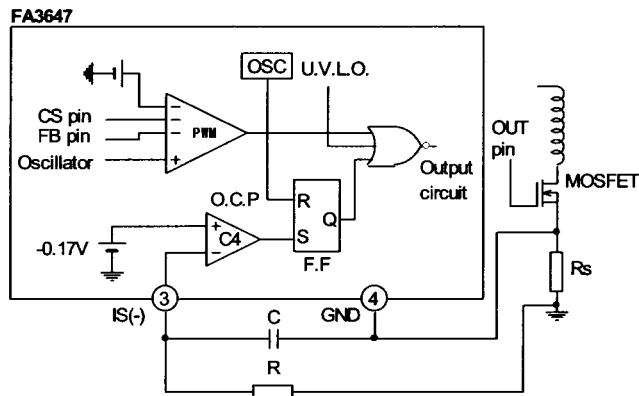 FA3647
OSC
U.V.L.O.
CS pin
FB pin
Oscillator
PWM
OUT
pin
MOSFET
Output
circuit
O.C.P
R
Q
S
F.F
C4
-0.17V
Rs
3
4
IS(-)
GND
C
R